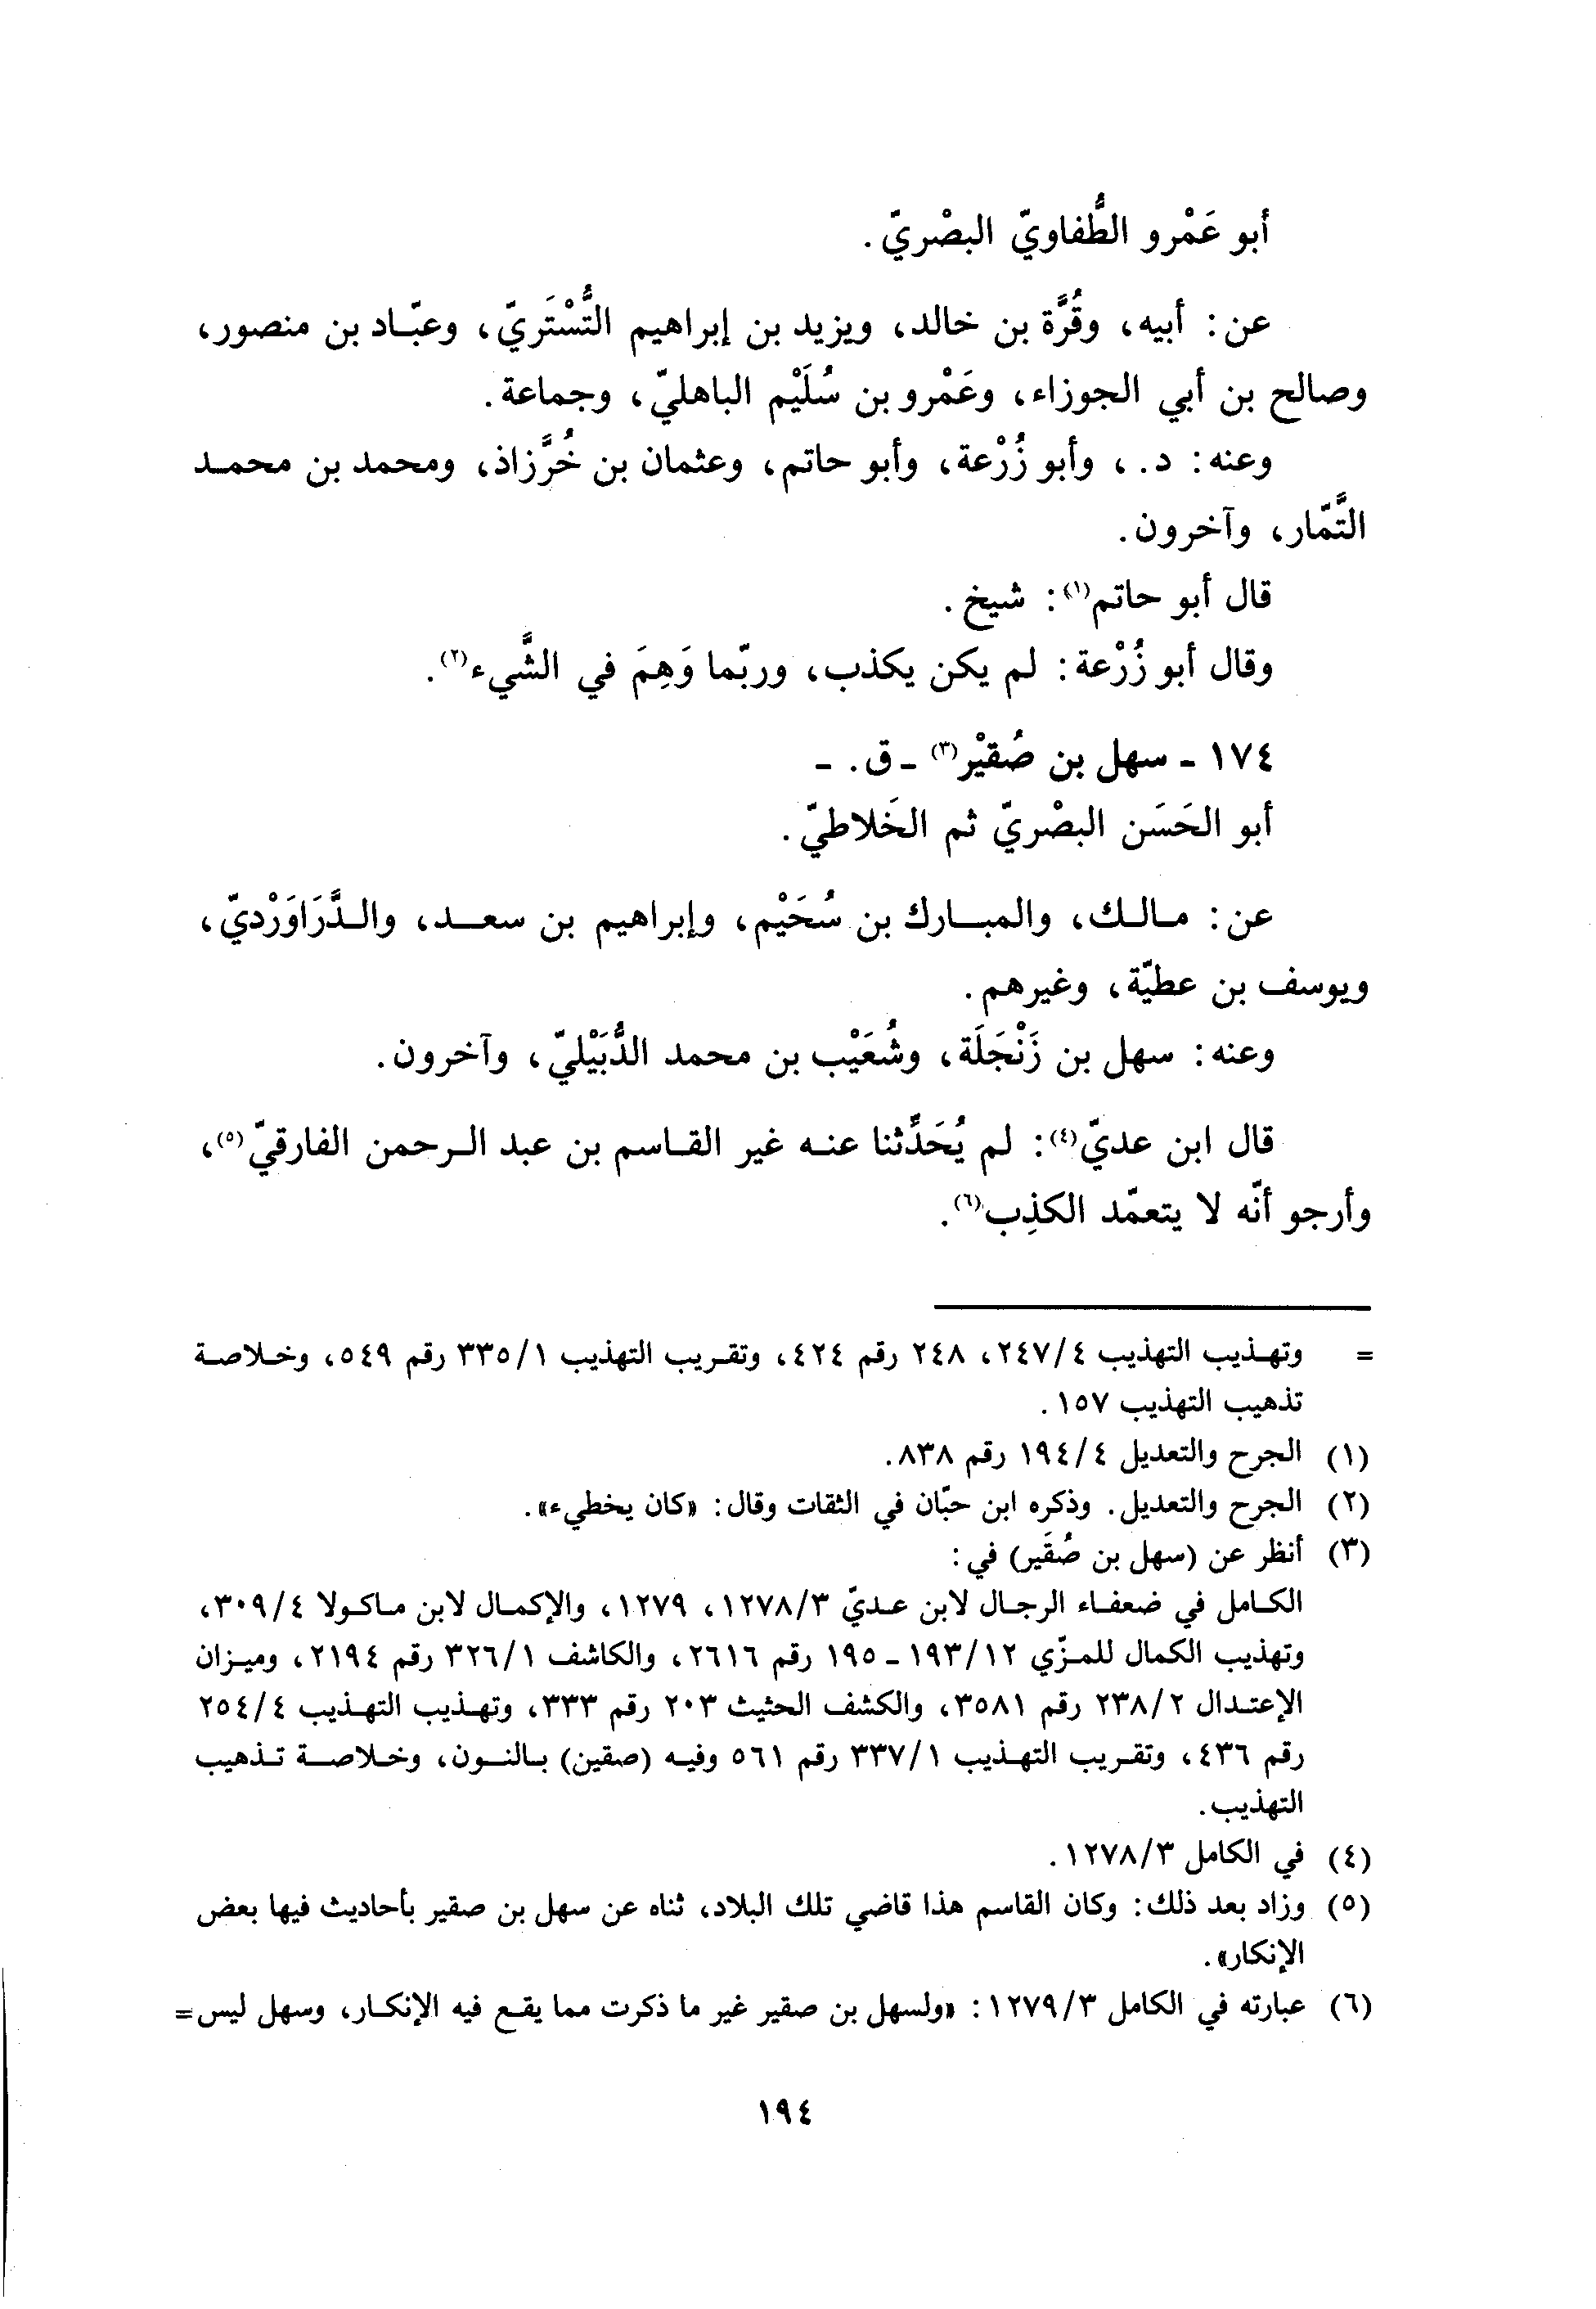 أبو عَمْرو الطُّفاويّ البصْريّ.
عن: أبيه، وقُرَّة بن خالد، ويزيد بن إبراهيم التُّسْتَريّ، وعبّاد بن منصور،
وصالح بن أبي الجوزاء، وعَمْرو بن سُلَيْم الباهليّ، وجماعة.
وعنه: د.، وأبو زُرْعة، وأبو حاتم، وعثمان بن خُرَّزاذ، ومحمد بن محمد
التَّمّار، وآخرون.
قال أبو حاتم(١): شيخ.
وقال أبو زُرْعة: لم يكن يكذب، وربّما وَهِمَ في الشَّيء(٢).
١٧٤ - سهل بن صُقيْر(٣) - ق. -
أبو الحَسَن البصْريّ ثم الخَلاطيّ.
عن: مالك، والمبارك بن سُحَيْم، وإبراهيم بن سعد، والدَّرَاوَرْديّ،
ويوسف بن عطيّة، وغيرهم.
وعنه: سهل بن زَنْجَلَة، وشُعَيْب بن محمد الدُّبَيْليّ، وآخرون.
قال ابن عديّ(٤): لم يُحَدِّثنا عنه غير القاسم بن عبد الرحمن الفارقيّ(٥)،
وأرجو أنّه لا يتعمّد الكذِب(٦).
= وتهذيب التهذيب ٢٤٧/٤، ٢٤٨ رقم ٤٢٤، وتقريب التهذيب ٣٣٥/١ رقم ٥٤٩، وخلاصة
تذهيب التهذيب ١٥٧.
(١) الجرح والتعديل ١٩٤/٤ رقم ٨٣٨.
(٢) الجرح والتعديل. وذكره ابن حبّان في الثقات وقال: «كان يخطيء».
(٣) أنظر عن (سهل بن صُقَير) في:
الكامل في ضعفاء الرجال لابن عديّ ١٢٧٨/٣، ١٢٧٩، والإكمال لابن ماكولا ٣٠٩/٤،
وتهذيب الكمال للمزّي ١٩٣/١٢ - ١٩٥ رقم ٢٦١٦، والكاشف ٣٢٦/١ رقم ٢١٩٤، وميزان
الإعتدال ٢٣٨/٢ رقم ٣٥٨١، والكشف الحثيث ٢٠٣ رقم ٣٣٣، وتهذيب التهذيب ٢٥٤/٤
رقم ٤٣٦، وتقريب التهذيب ٣٣٧/١ رقم ٥٦١ وفيه (صقين) بالنون، وخلاصة تذهيب
التهذيب.
(٤) في الكامل ١٢٧٨/٣.
(٥) وزاد بعد ذلك: وكان القاسم هذا قاضي تلك البلاد، ثناه عن سهل بن صقير بأحاديث فيها بعض
الإنكار».
(٦) عبارته في الكامل ١٢٧٩/٣: «ولسهل بن صقير غير ما ذكرت مما يقع فيه الإنكار، وسهل ليس=
١٩٤